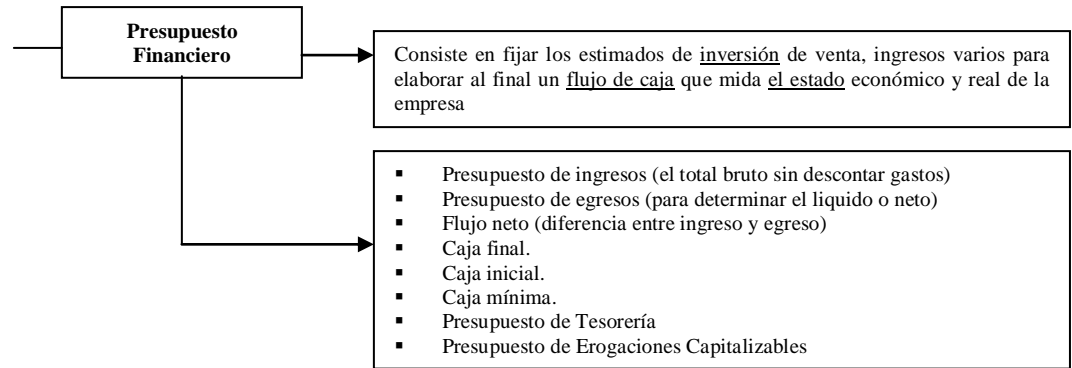 Presupuesto
Financiero
Consiste en fijar los estimados de inversión de venta, ingresos varios para
elaborar al final un flujo de caja que mida el estado económico y real de la
empresa
▪ Presupuesto de ingresos (el total bruto sin descontar gastos)
▪ Presupuesto de egresos (para determinar el liquido o neto)
▪ Flujo neto (diferencia entre ingreso y egreso)
▪ Caja final.
▪ Caja inicial.
▪ Caja mínima.
▪ Presupuesto de Tesorería
▪ Presupuesto de Erogaciones Capitalizables